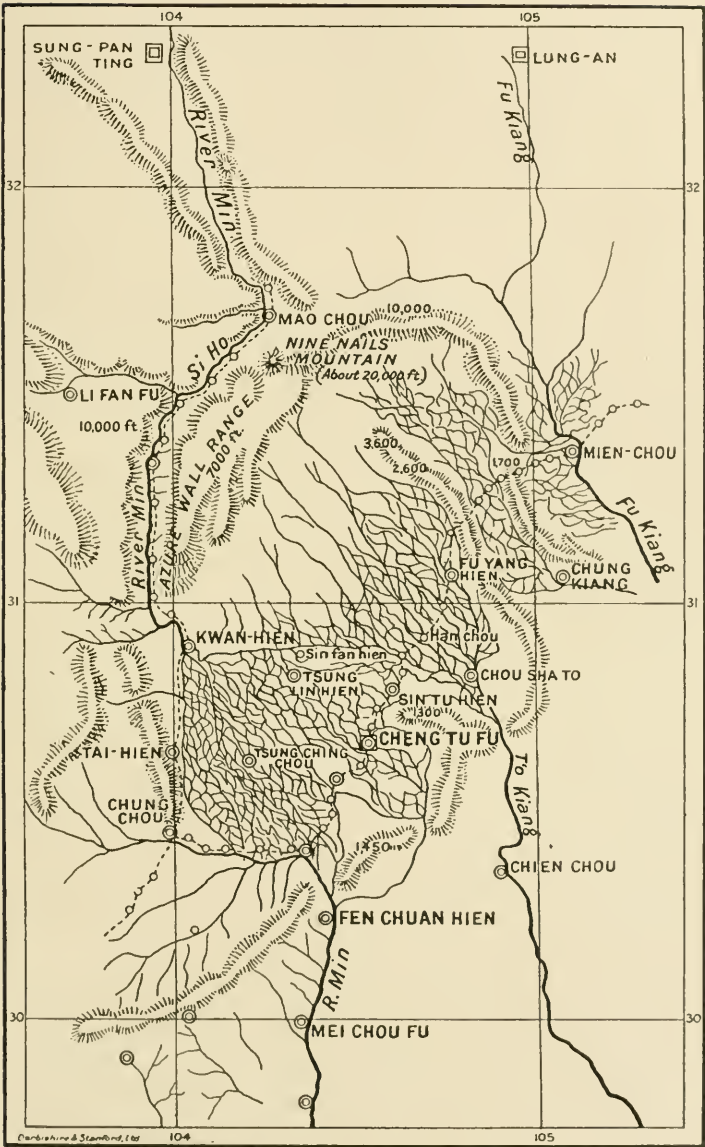 104
105
SUNG-PAN
TING
LUNG-AN
River Min
Fu Kiang
32
32
MAO CHOU
10,000
Si Ho
NINE NAILS
MOUNTAIN
(About 20,000 ft.)
LI FAN FU
10,000 ft.
AZURE WALL RANGE
7000 ft.
3,600
2,600
1,700
MIEN-CHOU
River Min
Fu Kiang
FU YANG
HIEN
CHUNG
KIANG
31
31
KWAN-HIEN
Han chou
Sin fan hien
TSUNG
LIN HIEN
CHOU SHA TO
SIN TU HIEN
1300
CHENG TU FU
TAI-HIEN
TSUNG CHING
CHOU
To Kiang
CHUNG
CHOU
1450
CHIEN CHOU
FEN CHUAN HIEN
R. Min
30
30
MEI CHOU FU
Darbishire & Stanford, Ltd
104
105